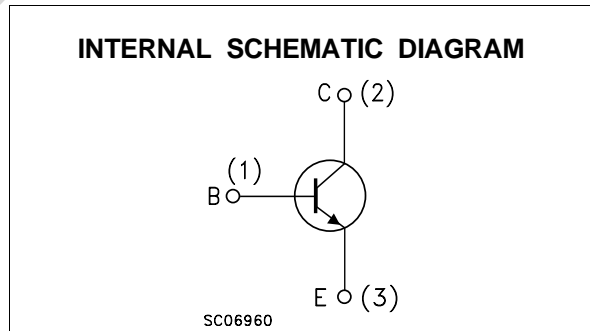 INTERNAL SCHEMATIC DIAGRAM
C (2)
(1)
B
E (3)
SC06960